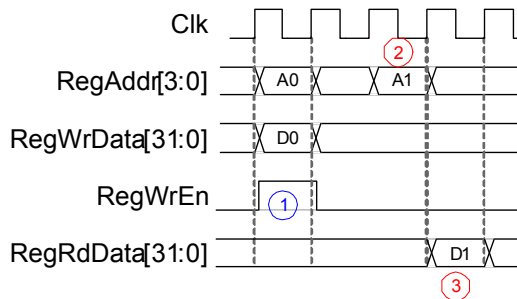 Clk
2
RegAddr[3:0] A0 A1
RegWrData[31:0] D0
RegWrEn 1
RegRdData[31:0] D1
3